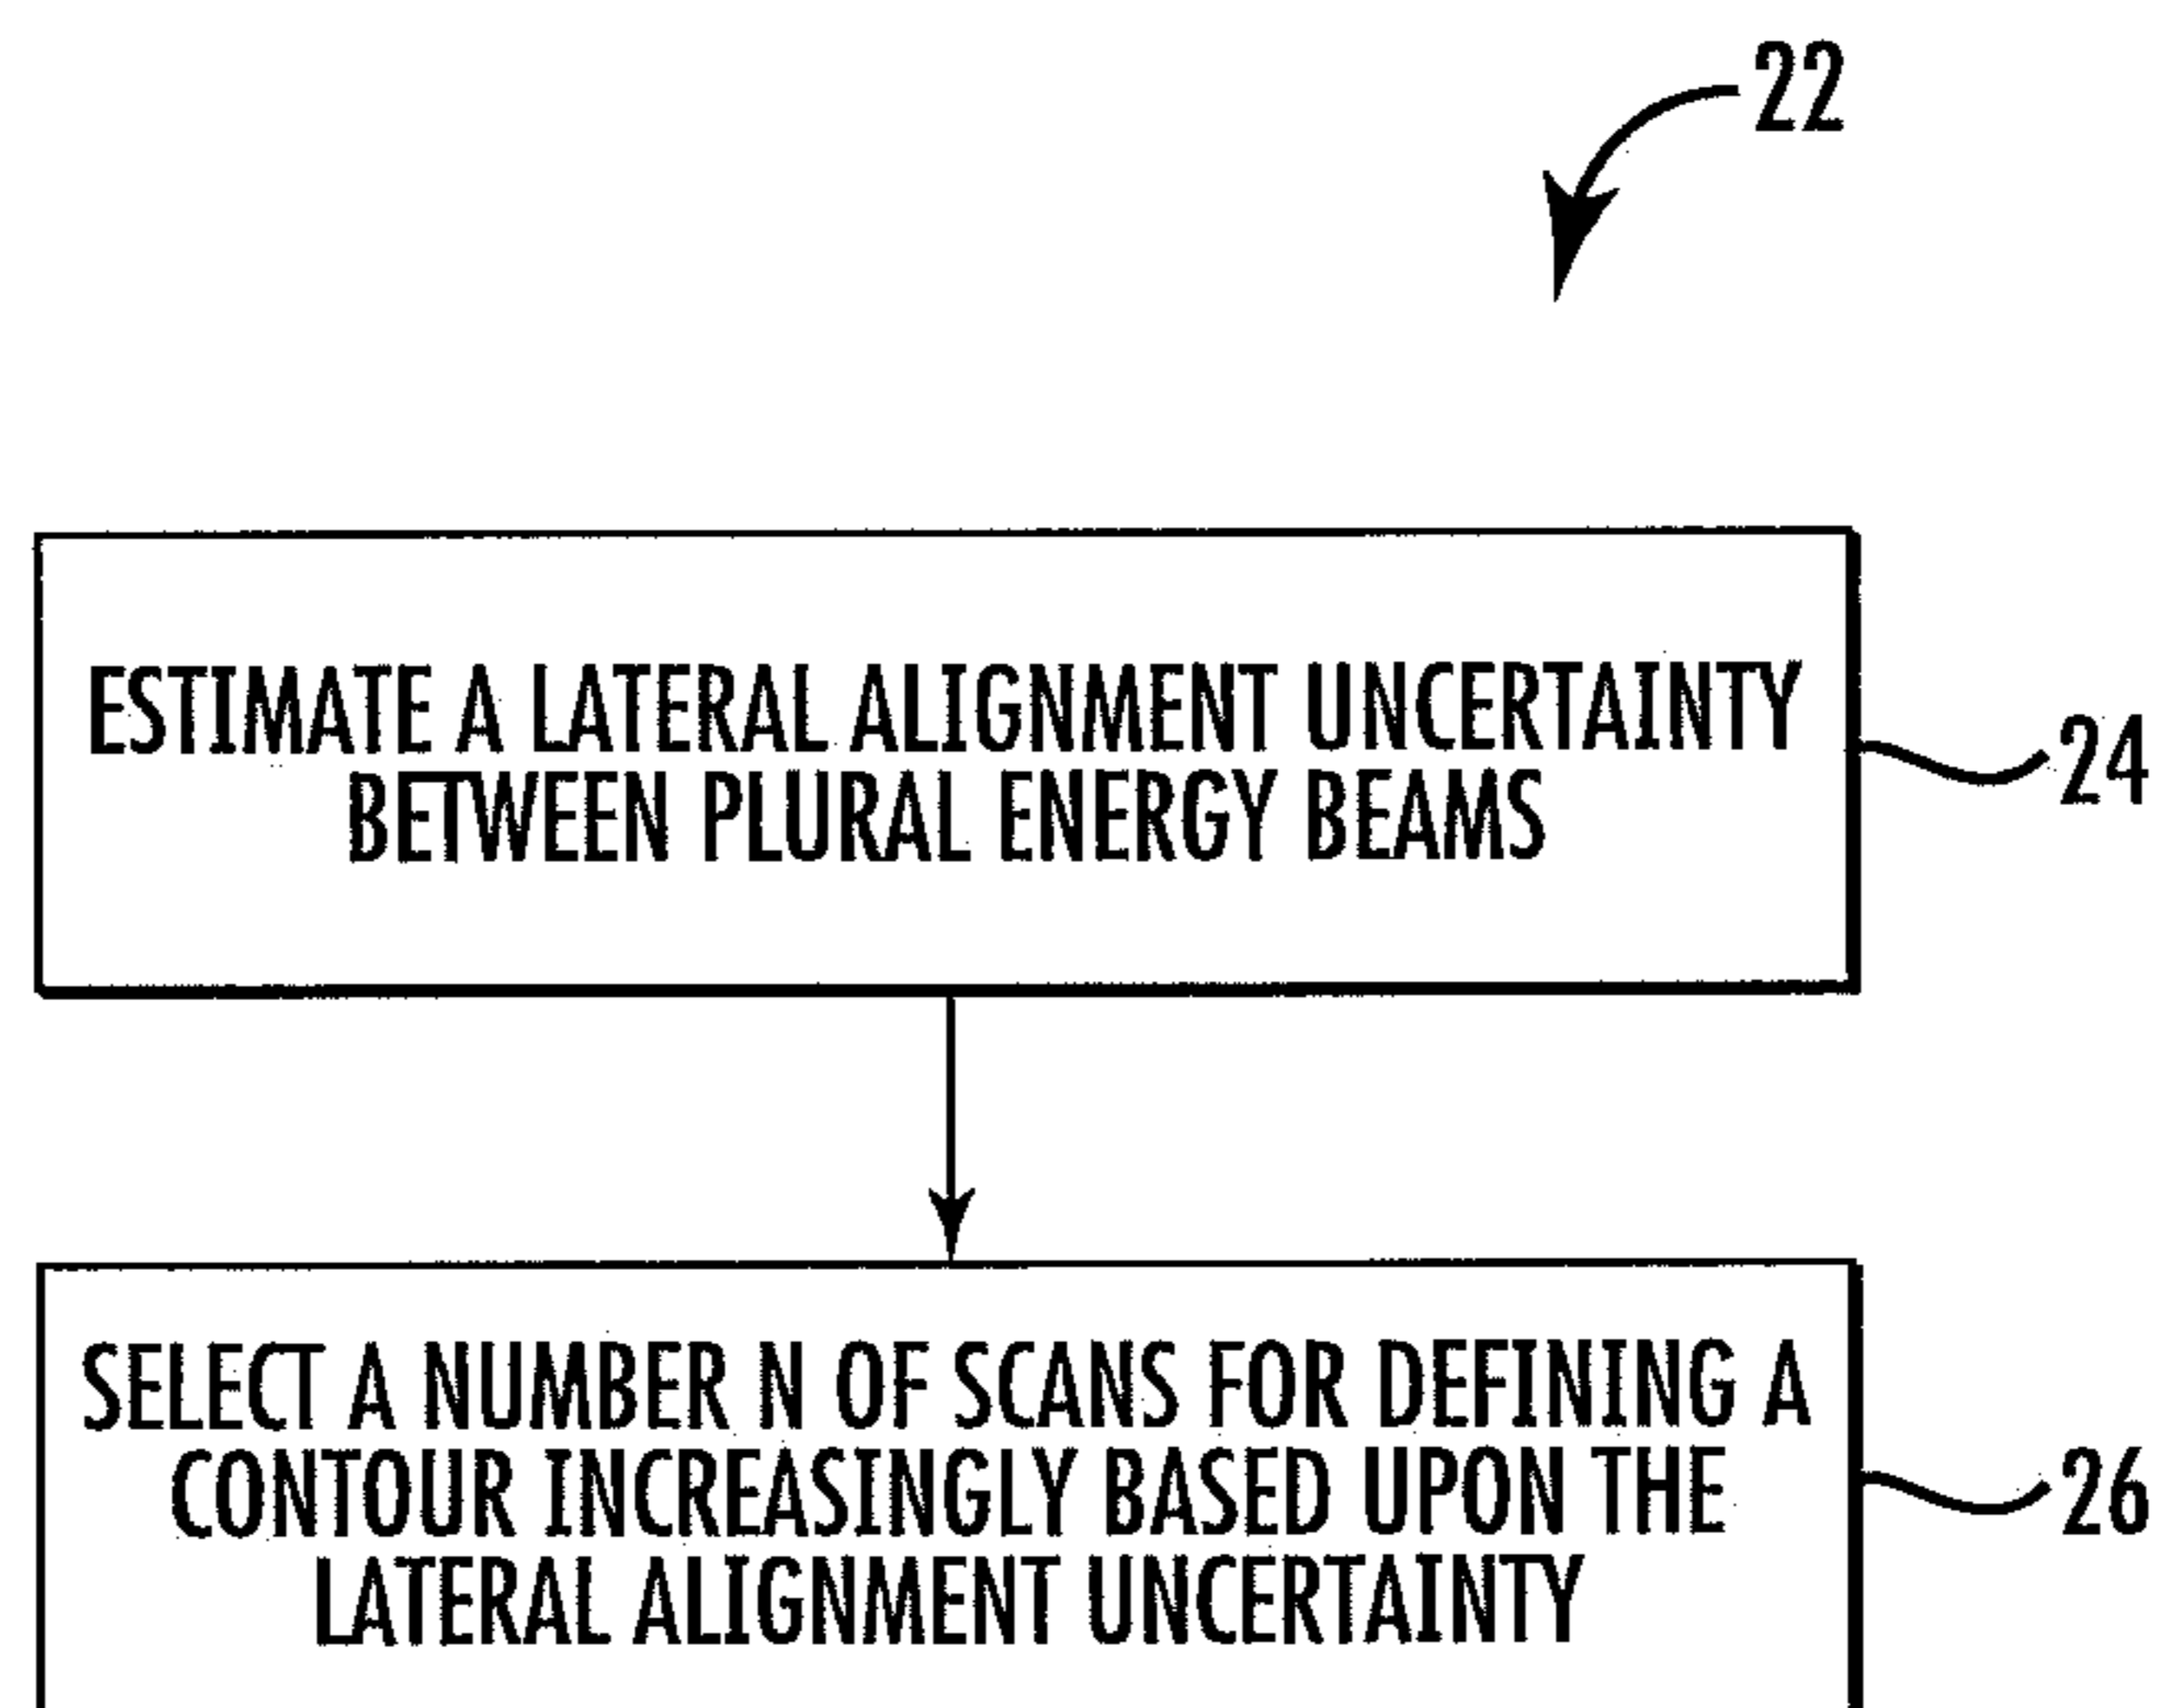 22
ESTIMATE A LATERAL ALIGNMENT UNCERTAINTY
BETWEEN PLURAL ENERGY BEAMS
24
SELECT A NUMBER N OF SCANS FOR DEFINING A
CONTOUR INCREASINGLY BASED UPON THE
LATERAL ALIGNMENT UNCERTAINTY
26